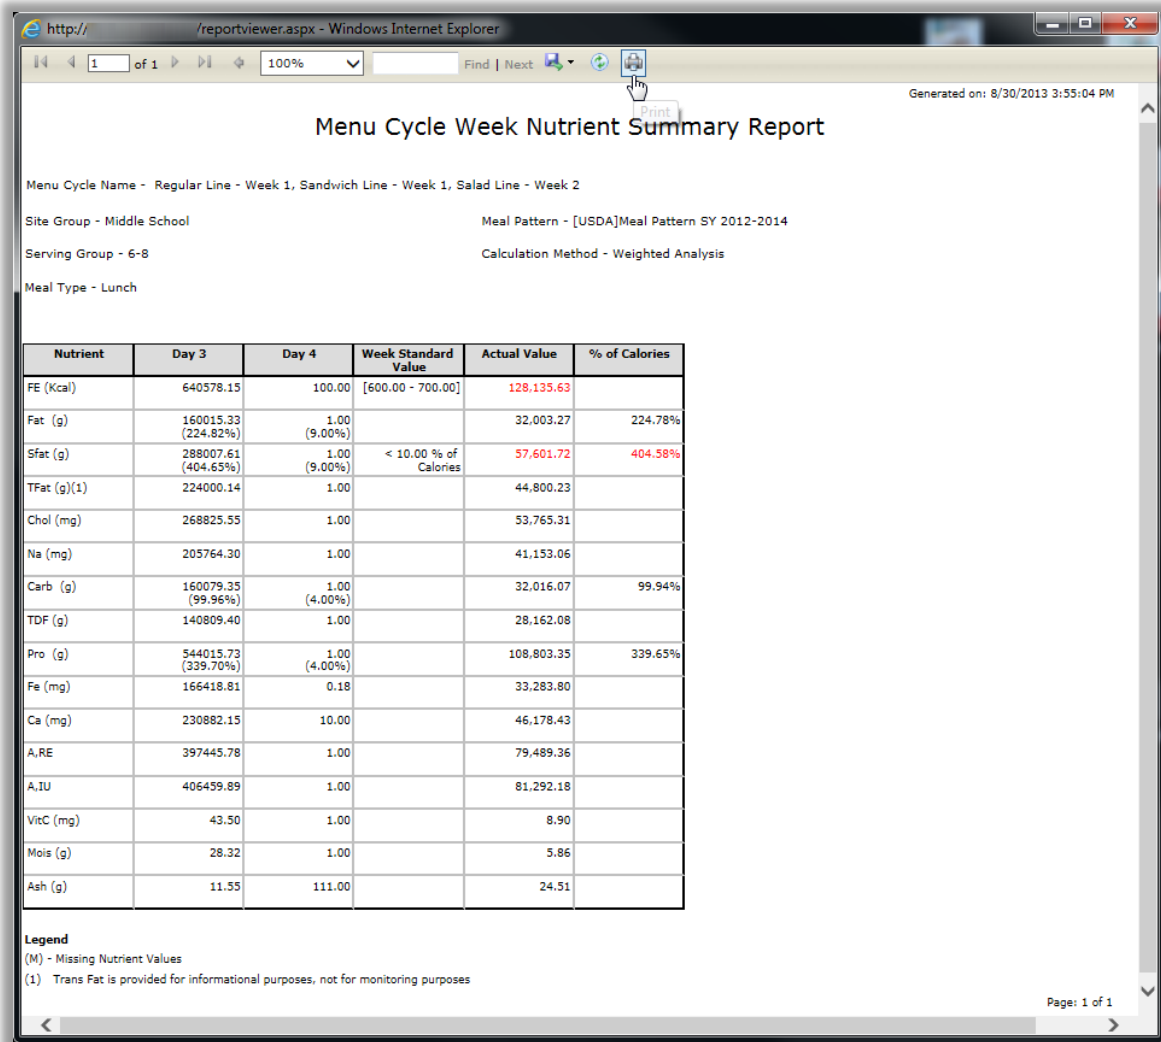 http:// /reportviewer.aspx - Windows Internet Explorer
1 of 1 100% Find | Next
Print
Generated on: 8/30/2013 3:55:04 PM
Menu Cycle Week Nutrient Summary Report
Menu Cycle Name - Regular Line - Week 1, Sandwich Line - Week 1, Salad Line - Week 2
Site Group - Middle School Meal Pattern - [USDA]Meal Pattern SY 2012-2014
Serving Group - 6-8 Calculation Method - Weighted Analysis
Meal Type - Lunch
Nutrient Day 3 Day 4 Week Standard Value Actual Value % of Calories
FE (Kcal) 640578.15 100.00 [600.00 - 700.00] 128,135.63
Fat (g) 160015.33 1.00 32,003.27 224.78%
(224.82%) (9.00%)
Sfat (g) 288007.61 1.00 < 10.00 % of 57,601.72 404.58%
(404.65%) (9.00%) Calories
TFat (g)(1) 224000.14 1.00 44,800.23
Chol (mg) 268825.55 1.00 53,765.31
Na (mg) 205764.30 1.00 41,153.06
Carb (g) 160079.35 1.00 32,016.07 99.94%
(99.96%) (4.00%)
TDF (g) 140809.40 1.00 28,162.08
Pro (g) 544015.73 1.00 108,803.35 339.65%
(339.70%) (4.00%)
Fe (mg) 166418.81 0.18 33,283.80
Ca (mg) 230882.15 10.00 46,178.43
A,RE 397445.78 1.00 79,489.36
A,IU 406459.89 1.00 81,292.18
VitC (mg) 43.50 1.00 8.90
Mois (g) 28.32 1.00 5.86
Ash (g) 11.55 111.00 24.51
Legend
(M) - Missing Nutrient Values
(1) Trans Fat is provided for informational purposes, not for monitoring purposes
Page: 1 of 1